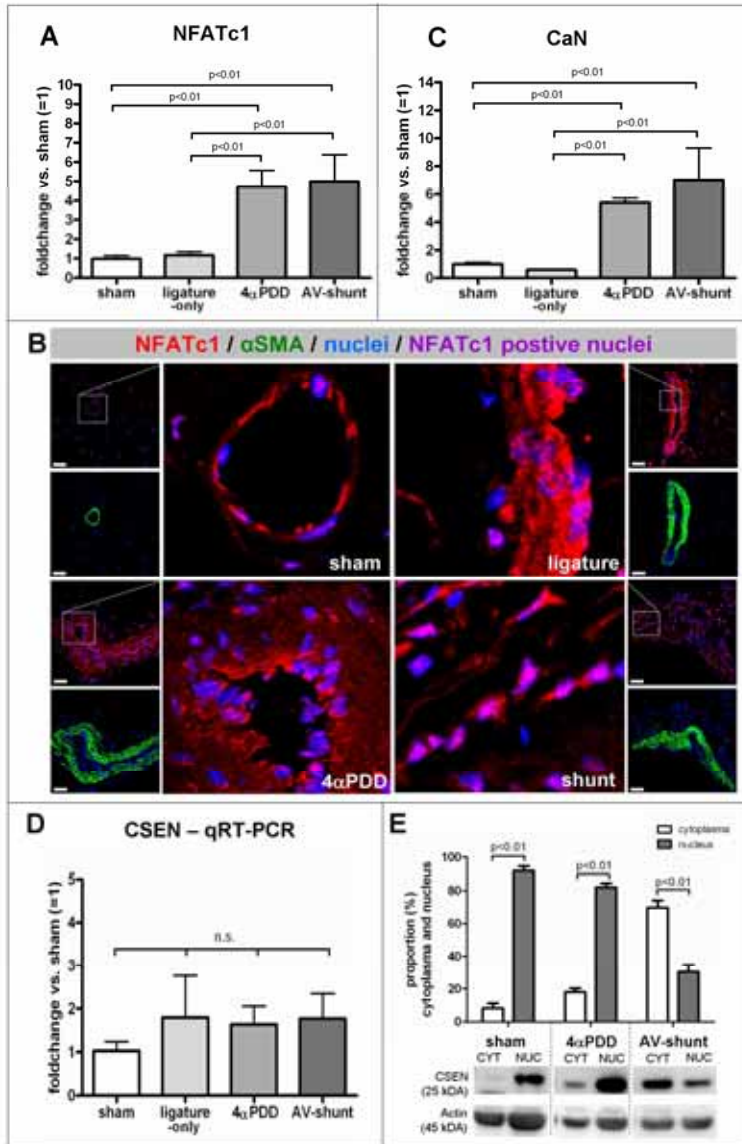 A
NFATc1
foldchange vs. sham (=1)
10
9
8
7
6
5
4
3
2
1
0
p<0.01
p<0.01
p<0.01
p<0.01
sham
ligature
-only
4αPDD
AV-shunt
C
CaN
foldchange vs. sham (=1)
14
12
10
8
6
4
2
0
p<0.01
p<0.01
p<0.01
p<0.01
sham
ligature
-only
4αPDD
AV-shunt
B
NFATc1 / αSMA / nuclei / NFATc1 postive nuclei
sham
ligature
4αPDD
shunt
D
CSEN – qRT-PCR
foldchange vs. sham (=1)
5
4
3
2
1
0
n.s.
sham
ligature
-only
4αPDD
AV-shunt
E
cytoplasma
nucleus
proportion (%)
cytoplasma and nucleus
100
80
60
40
20
0
p<0.01
p<0.01
p<0.01
sham
4αPDD
AV-shunt
CYT NUC CYT NUC CYT NUC
CSEN
(25 kDA)
Actin
(45 kDA)